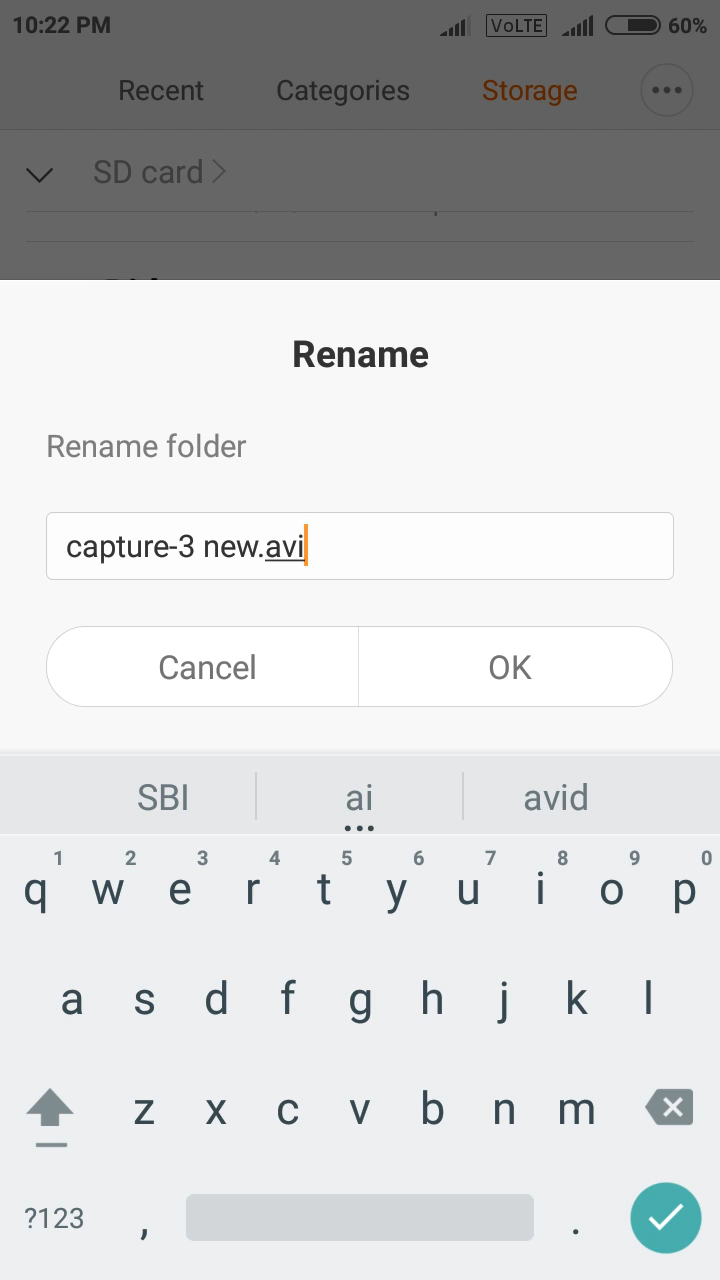 10:22 PM VoLTE 60%
Recent Categories Storage
SD card
Rename
Rename folder
capture-3 new.avi
Cancel OK
SBI ai avid
1 2 3 4 5 6 7 8 9 0
q w e r t y u i o p
a s d f g h j k l
z x c v b n m
?123 , .